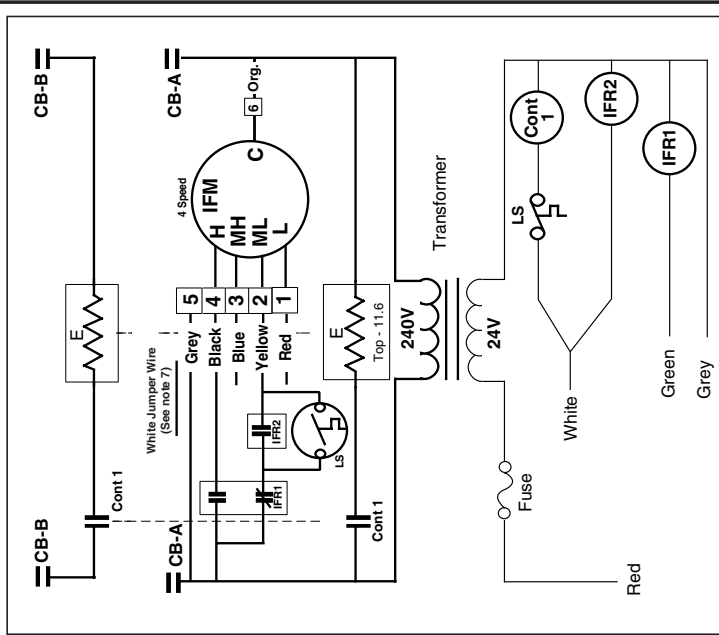 CB-B
CB-B
E
Cont 1
CB-A
CB-A
6
Org.
4 Speed
IFM
C
H
MH
ML
L
5
4
3
2
1
Grey
Black
Blue
Yellow
Red
White Jumper Wire
(See note 7)
IFR2
LS
IFR1
E
Top - 11.6
Cont 1
240V
Transformer
24V
Cont
1
IFR2
IFR1
LS
White
Green
Grey
Fuse
Red